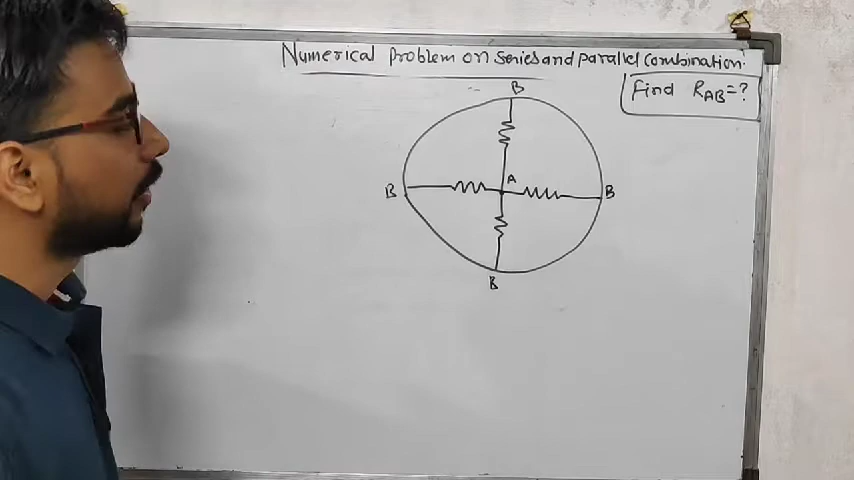 Numerical Problem on Series and parallel Combination:
Find RAB=?
B
B
A
B
B